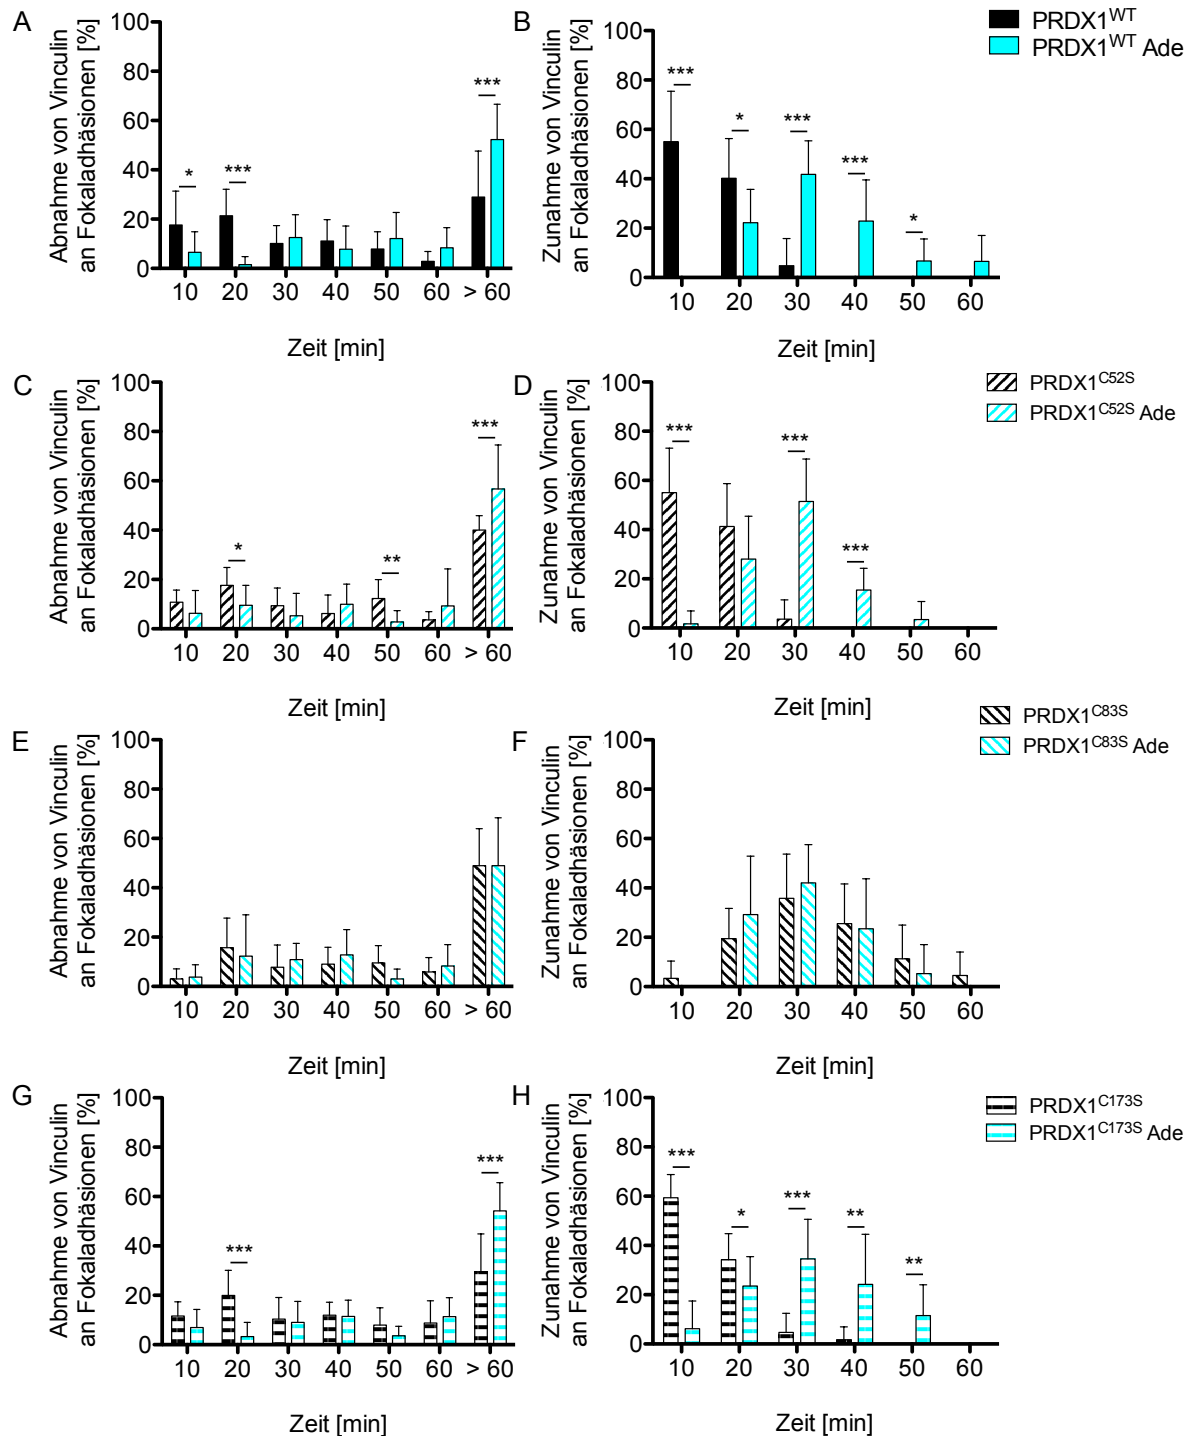 A
Abnahme von Vinculin
an Fokaladhäsionen [%]
100
80
60
40
20
0
* *** ***
10 20 30 40 50 60 > 60
Zeit [min]
B
Zunahme von Vinculin
an Fokaladhäsionen [%]
100
80
60
40
20
0
*** * *** *** *
10 20 30 40 50 60
Zeit [min]
PRDX1WT
PRDX1WT Ade
C
Abnahme von Vinculin
an Fokaladhäsionen [%]
100
80
60
40
20
0
* ** ***
10 20 30 40 50 60 > 60
Zeit [min]
D
Zunahme von Vinculin
an Fokaladhäsionen [%]
100
80
60
40
20
0
*** *** ***
10 20 30 40 50 60
Zeit [min]
PRDX1C52S
PRDX1C52S Ade
E
Abnahme von Vinculin
an Fokaladhäsionen [%]
100
80
60
40
20
0
10 20 30 40 50 60 > 60
Zeit [min]
F
Zunahme von Vinculin
an Fokaladhäsionen [%]
100
80
60
40
20
0
10 20 30 40 50 60
Zeit [min]
PRDX1C83S
PRDX1C83S Ade
G
Abnahme von Vinculin
an Fokaladhäsionen [%]
100
80
60
40
20
0
*** ***
10 20 30 40 50 60 > 60
Zeit [min]
H
Zunahme von Vinculin
an Fokaladhäsionen [%]
100
80
60
40
20
0
*** * *** ** **
10 20 30 40 50 60
Zeit [min]
PRDX1C173S
PRDX1C173S Ade